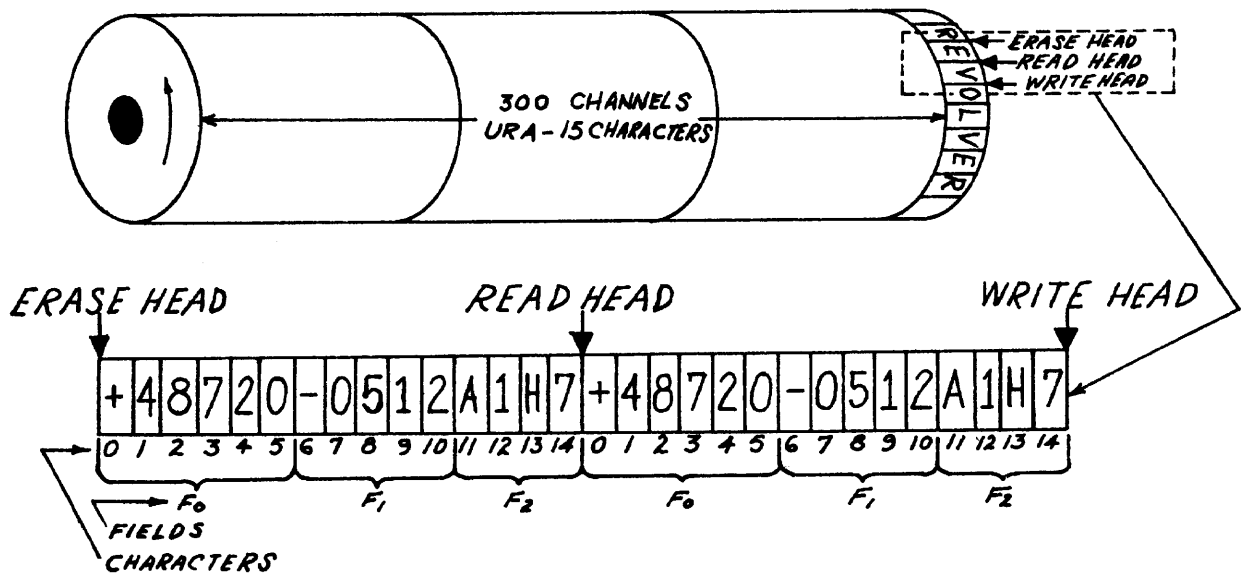 REVOLVER
ERASE HEAD
READ HEAD
WRITE HEAD
300 CHANNELS
URA-15 CHARACTERS
ERASE HEAD READ HEAD WRITE HEAD
+48720-0512A1H7+48720-0512A1H7
0 1 2 3 4 5 6 7 8 9 10 11 12 13 14 0 1 2 3 4 5 6 7 8 9 10 11 12 13 14
F0 F1 F2 F0 F1 F2
FIELDS
CHARACTERS